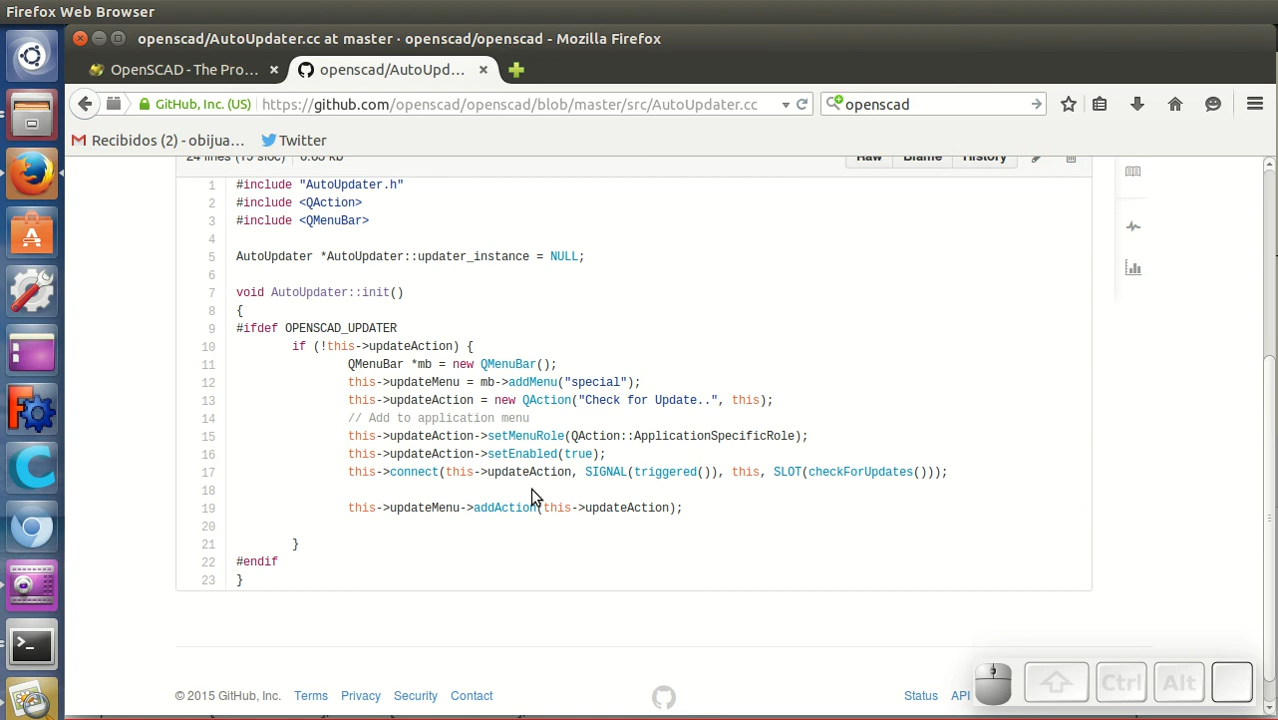 Firefox Web Browser
openscad/AutoUpdater.cc at master · openscad/openscad - Mozilla Firefox
OpenSCAD - The Pro...
openscad/AutoUpd...
GitHub, Inc. (US)
https://github.com/openscad/openscad/blob/master/src/AutoUpdater.cc
openscad
Recibidos (2) - obijua...
Twitter
24 lines (19 sloc) 0.63 kB
Raw
Blame
History
1 #include "AutoUpdater.h"
2 #include <QAction>
3 #include <QMenuBar>
4
5 AutoUpdater *AutoUpdater::updater_instance = NULL;
6
7 void AutoUpdater::init()
8 {
9 #ifdef OPENSCAD_UPDATER
10 if (!this->updateAction) {
11 QMenuBar *mb = new QMenuBar();
12 this->updateMenu = mb->addMenu("special");
13 this->updateAction = new QAction("Check for Update..", this);
14 // Add to application menu
15 this->updateAction->setMenuRole(QAction::ApplicationSpecificRole);
16 this->updateAction->setEnabled(true);
17 this->connect(this->updateAction, SIGNAL(triggered()), this, SLOT(checkForUpdates()));
18
19 this->updateMenu->addAction(this->updateAction);
20
21 }
22 #endif
23 }
© 2015 GitHub, Inc.
Terms
Privacy
Security
Contact
Status
API
Ctrl
Alt